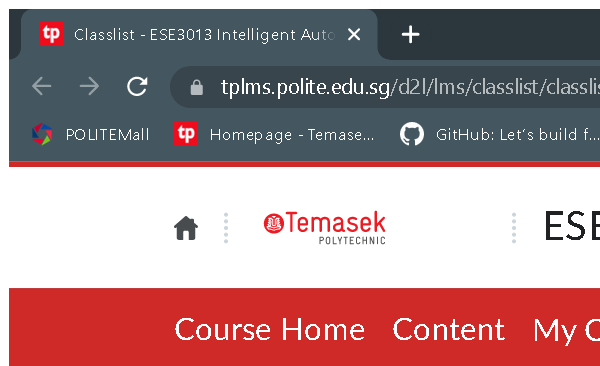 tp Classlist - ESE3013 Intelligent Auto
tplms.polite.edu.sg/d2l/lms/classlist/classlis
POLITEMall tp Homepage - Temase... GitHub: Let's build f...
Temasek
POLYTECHNIC
ESE
Course Home Content My C